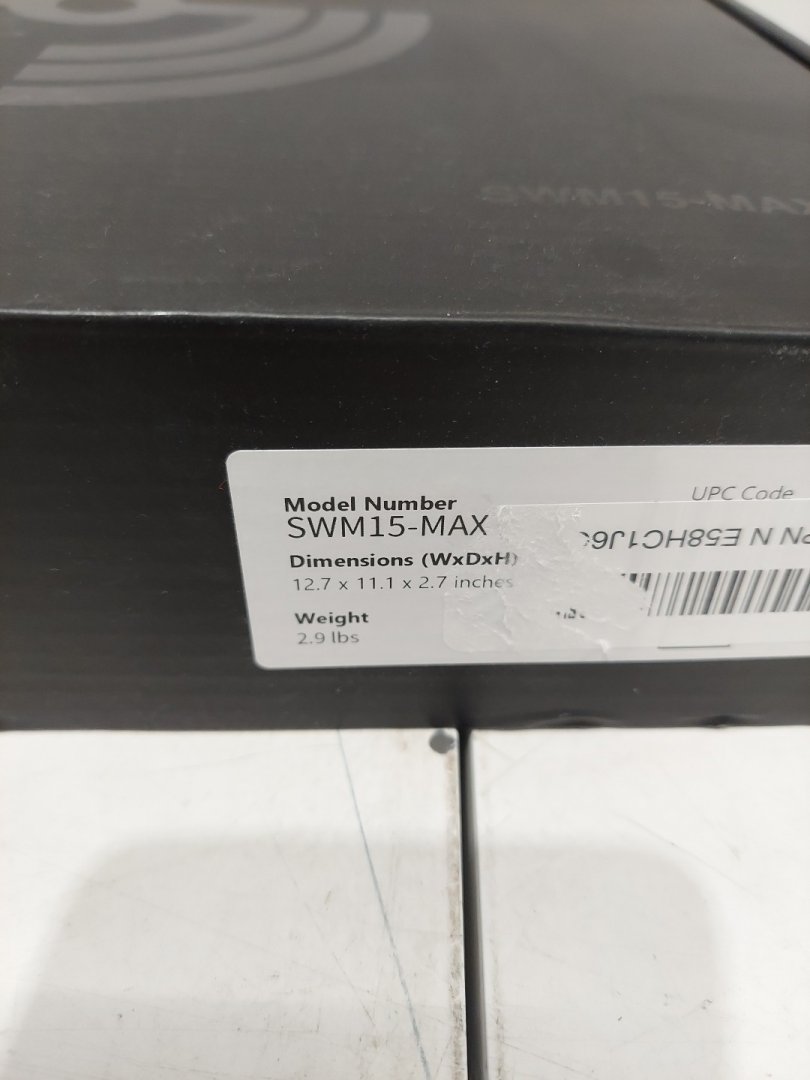 SWM15-MAX
Model Number
SWM15-MAX
Dimensions (WxDxH)
12.7 x 11.1 x 2.7 inches
Weight
2.9 lbs
UPC Code